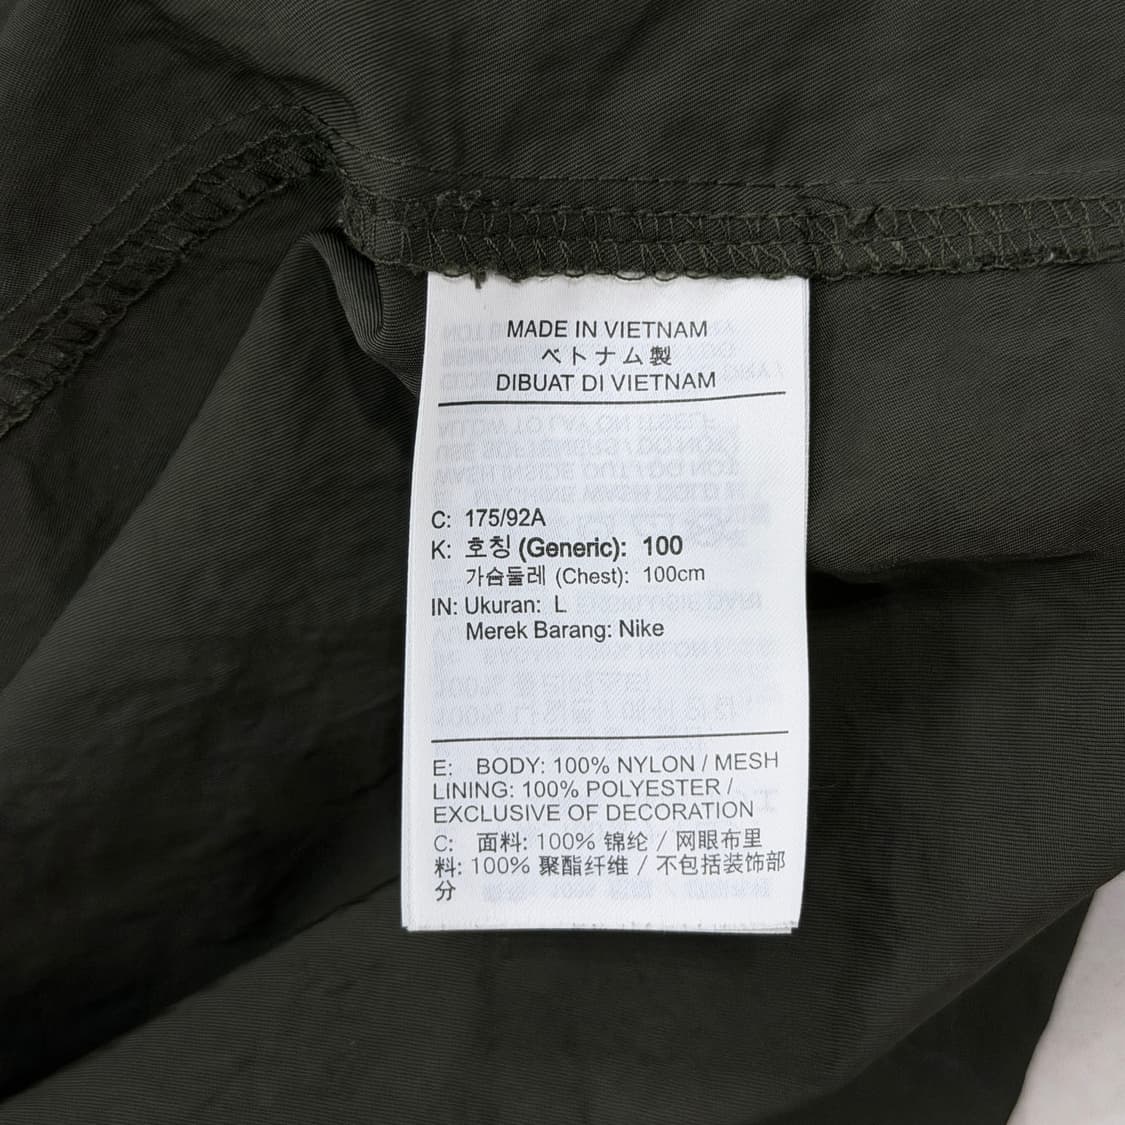 MADE IN VIETNAM
ベトナム製
DIBUAT DI VIETNAM
C: 175/92A
K: 호칭 (Generic): 100
가슴둘레 (Chest): 100cm
IN: Ukuran: L
Merek Barang: Nike
E: BODY: 100% NYLON / MESH
LINING: 100% POLYESTER /
EXCLUSIVE OF DECORATION
C: 面料: 100% 锦纶 / 网眼布里
料: 100% 聚酯纤维 / 不包括装饰部
分